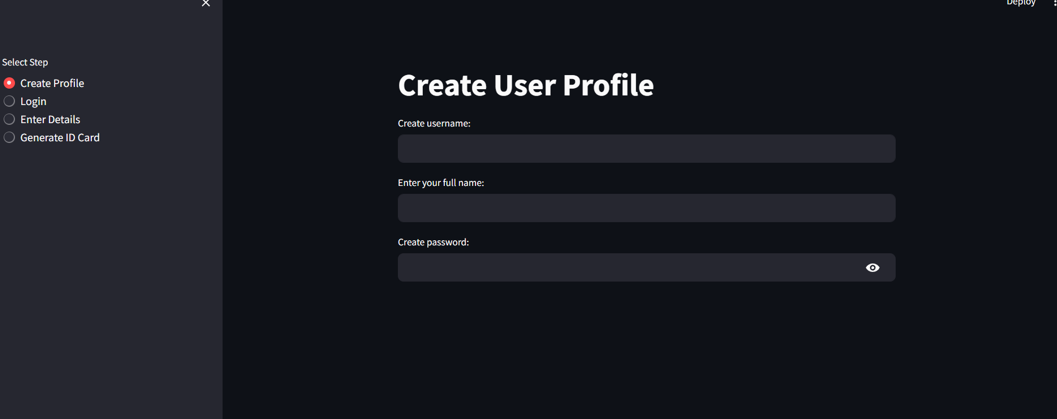 Deploy
Select Step
Create Profile
Login
Enter Details
Generate ID Card
Create User Profile
Create username:
Enter your full name:
Create password: